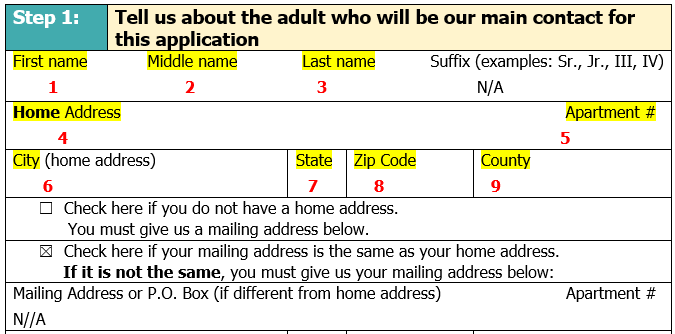 Step 1: Tell us about the adult who will be our main contact for
this application
First name Middle name Last name Suffix (examples: Sr., Jr., III, IV)
1 2 3 N/A
Home Address Apartment #
4 5
City (home address) State Zip Code County
6 7 8 9
☐ Check here if you do not have a home address.
You must give us a mailing address below.
☒ Check here if your mailing address is the same as your home address.
If it is not the same, you must give us your mailing address below:
Mailing Address or P.O. Box (if different from home address) Apartment #
N//A